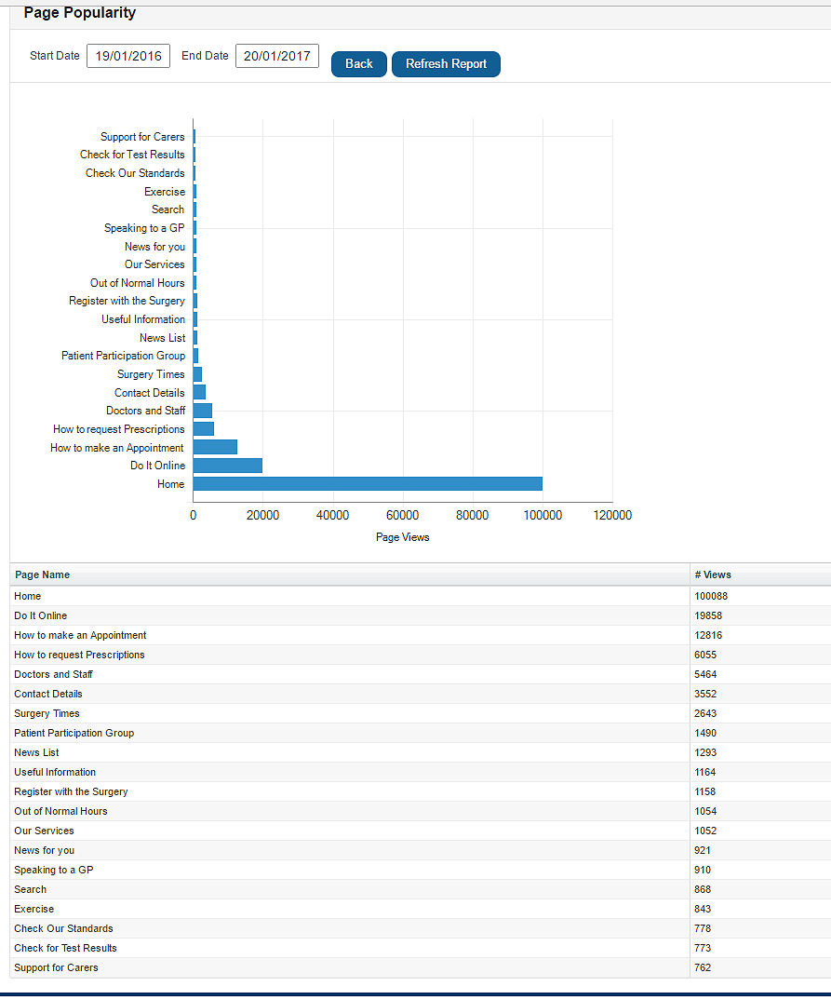 Page Popularity
Start Date 19/01/2016 End Date 20/01/2017 Back Refresh Report
Support for Carers
Check for Test Results
Check Our Standards
Exercise
Search
Speaking to a GP
News for you
Our Services
Out of Normal Hours
Register with the Surgery
Useful Information
News List
Patient Participation Group
Surgery Times
Contact Details
Doctors and Staff
How to request Prescriptions
How to make an Appointment
Do It Online
Home
0 20000 40000 60000 80000 100000 120000
Page Views
Page Name # Views
Home 100088
Do It Online 19858
How to make an Appointment 12816
How to request Prescriptions 6055
Doctors and Staff 5464
Contact Details 3552
Surgery Times 2643
Patient Participation Group 1490
News List 1293
Useful Information 1164
Register with the Surgery 1158
Out of Normal Hours 1054
Our Services 1052
News for you 921
Speaking to a GP 910
Search 868
Exercise 843
Check Our Standards 778
Check for Test Results 773
Support for Carers 762